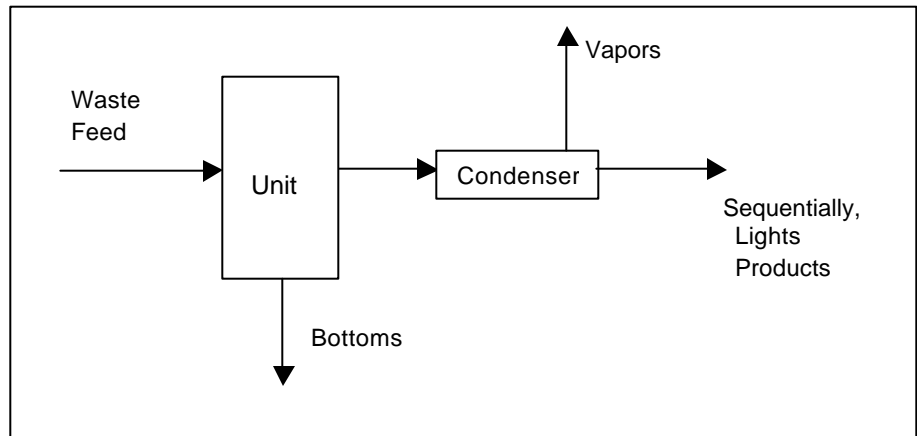 Waste
Feed
Unit
Bottoms
Condenser
Vapors
Sequentially,
Lights
Products